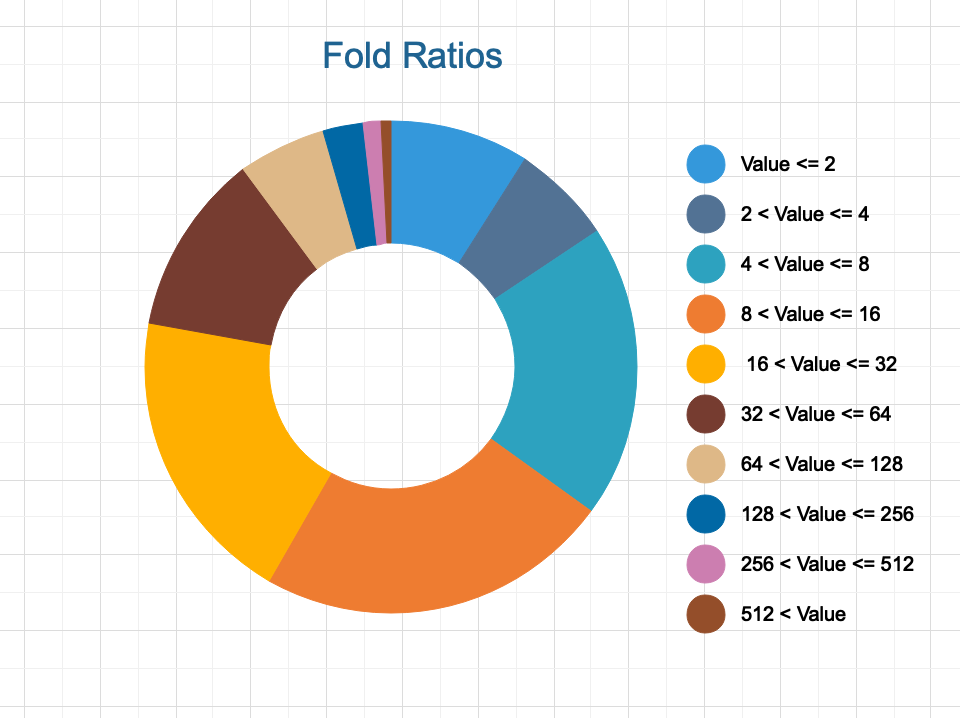 Fold Ratios
Value <= 2
2 < Value <= 4
4 < Value <= 8
8 < Value <= 16
16 < Value <= 32
32 < Value <= 64
64 < Value <= 128
128 < Value <= 256
256 < Value <= 512
512 < Value